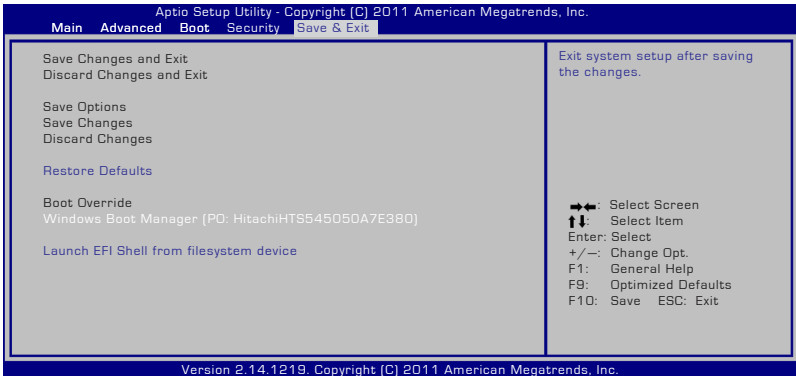 Aptio Setup Utility - Copyright (C) 2011 American Megatrends, Inc.
Main Advanced Boot Security Save & Exit
Save Changes and Exit
Discard Changes and Exit
Save Options
Save Changes
Discard Changes
Restore Defaults
Boot Override
Windows Boot Manager (PO: HitachiHTS545050A7E380)
Launch EFI Shell from filesystem device
Exit system setup after saving
the changes.
→←: Select Screen
↑↓: Select Item
Enter: Select
+/—: Change Opt.
F1: General Help
F9: Optimized Defaults
F10: Save ESC: Exit
Version 2.14.1219. Copyright (C) 2011 American Megatrends, Inc.